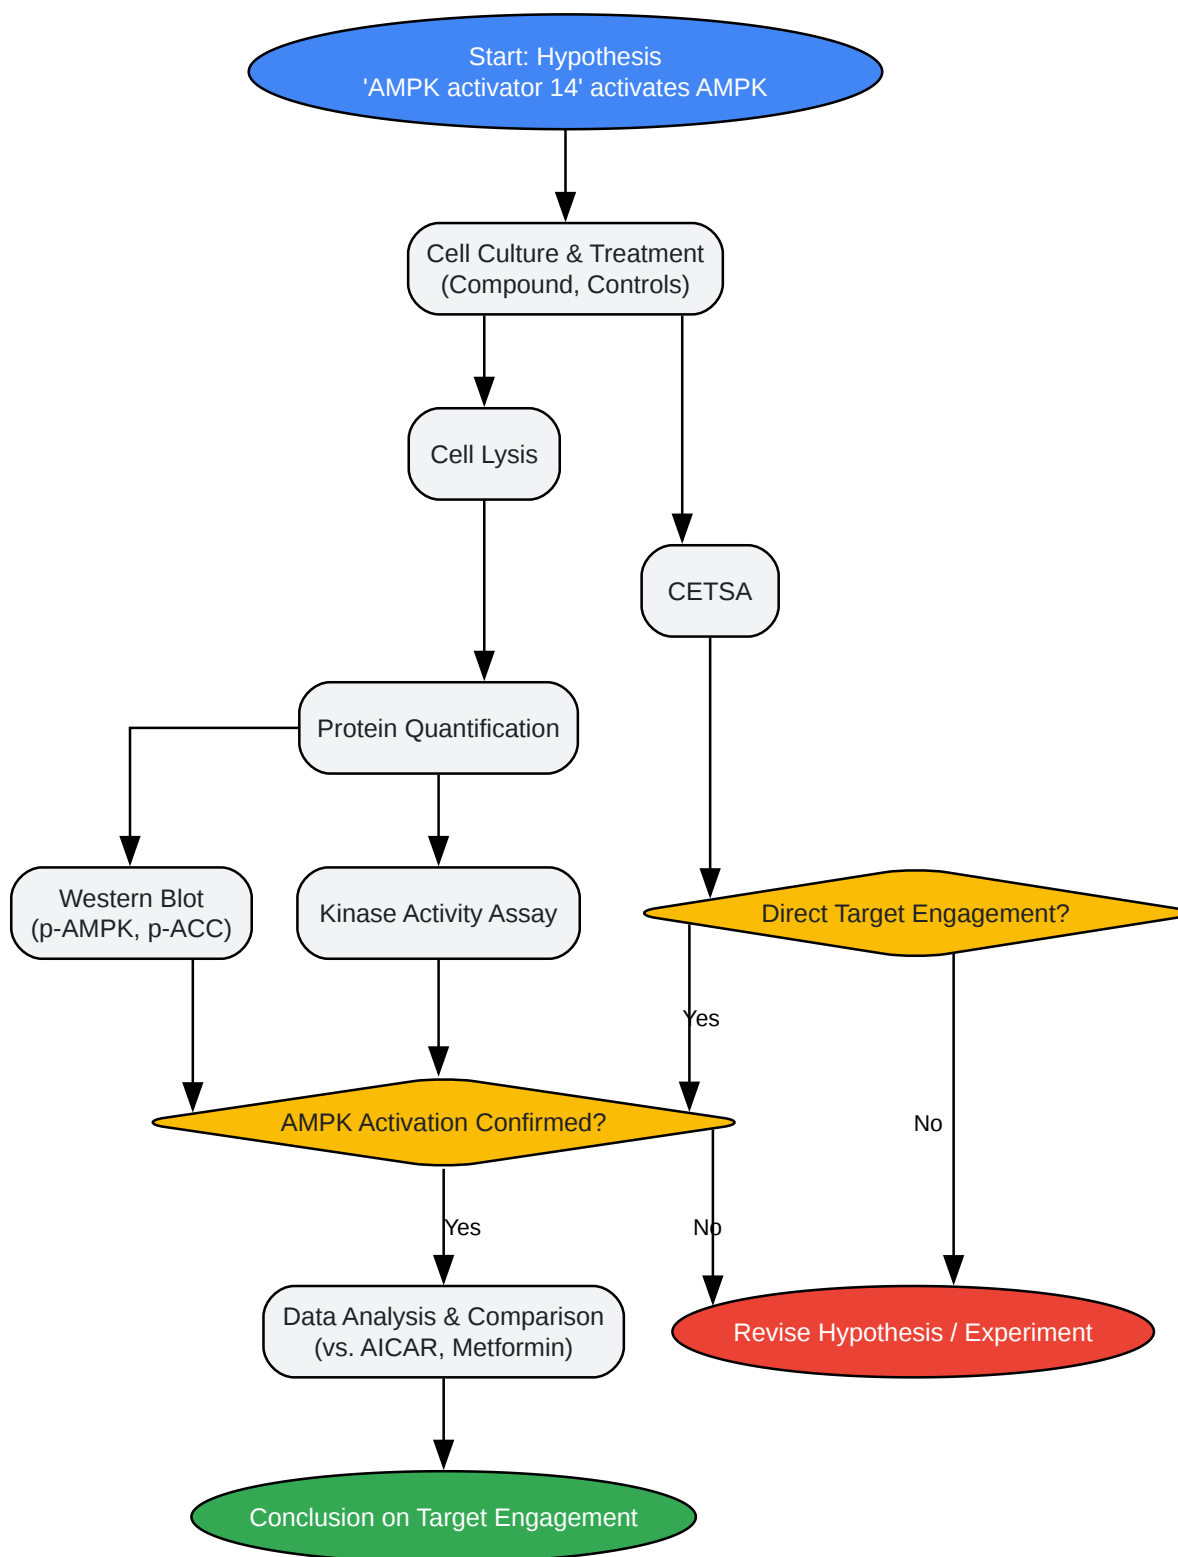 Start: Hypothesis
'AMPK activator 14' activates AMPK
Cell Culture & Treatment
(Compound, Controls)
Cell Lysis
CETSA
Protein Quantification
Western Blot
(p-AMPK, p-ACC)
Kinase Activity Assay
Direct Target Engagement?
Yes
AMPK Activation Confirmed?
No
Yes
No
Data Analysis & Comparison
(vs. AICAR, Metformin)
Revise Hypothesis / Experiment
Conclusion on Target Engagement